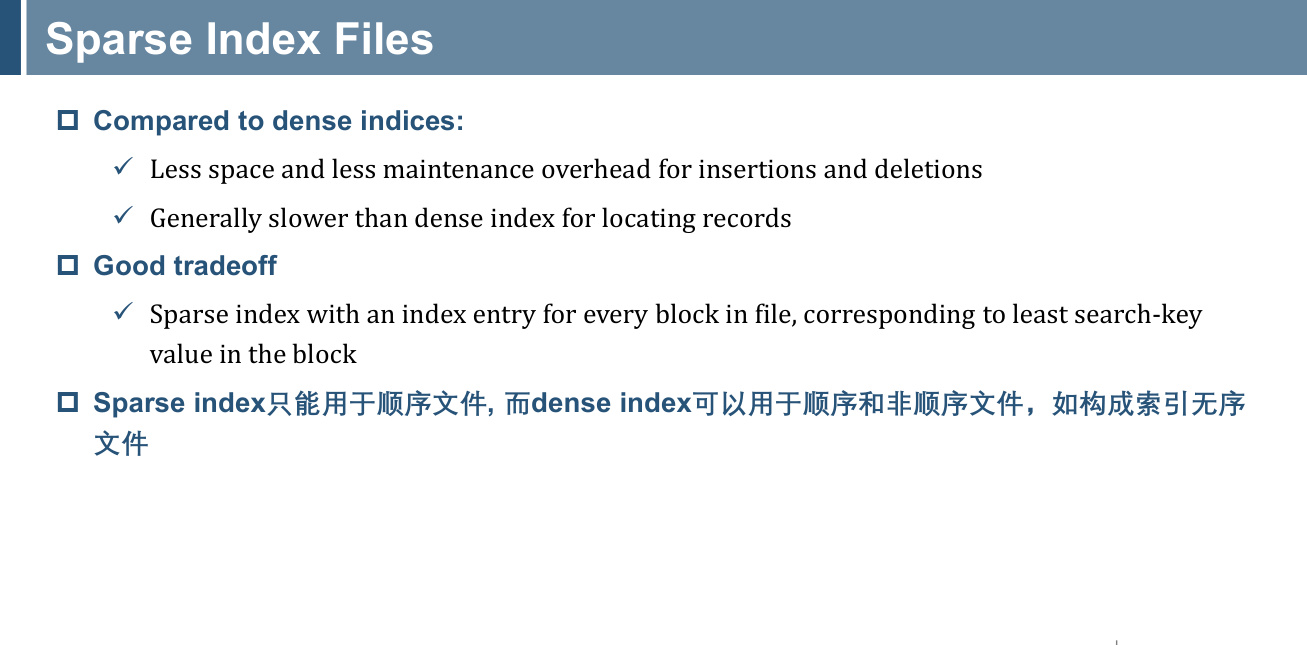 Sparse Index Files
Compared to dense indices:
Less space and less maintenance overhead for insertions and deletions
Generally slower than dense index for locating records
Good tradeoff
Sparse index with an index entry for every block in file, corresponding to least search-key
value in the block
Sparse index只能用于顺序文件, 而dense index可以用于顺序和非顺序文件，如构成索引无序
文件